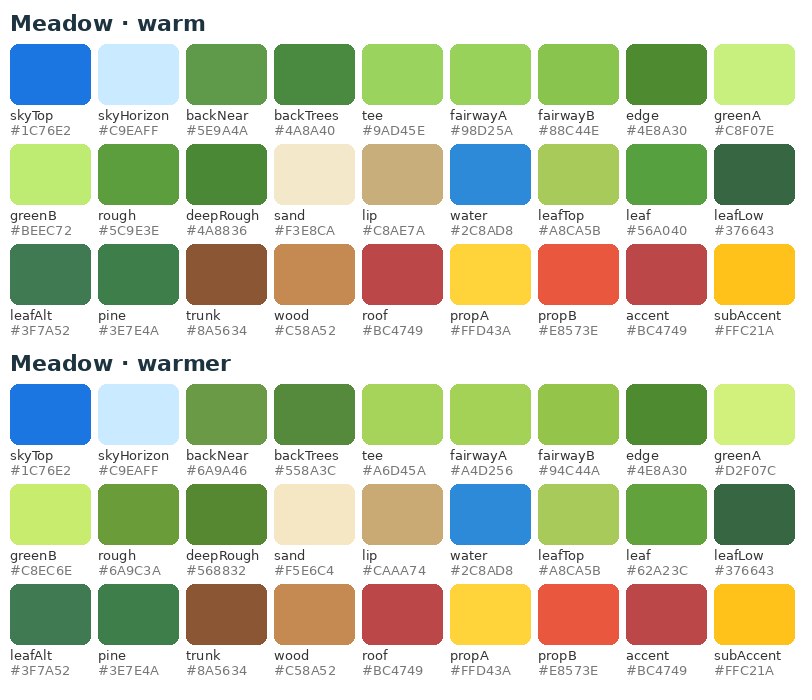 Meadow · warm
skyTop skyHorizon backNear backTrees tee fairwayA fairwayB edge greenA
#1C76E2 #C9EAFF #5E9A4A #4A8A40 #9AD45E #98D25A #88C44E #4E8A30 #C8F07E
greenB rough deepRough sand lip water leafTop leaf leafLow
#BEEC72 #5C9E3E #4A8836 #F3E8CA #C8AE7A #2C8AD8 #A8CA5B #56A040 #376643
leafAlt pine trunk wood roof propA propB accent subAccent
#3F7A52 #3E7E4A #8A5634 #C58A52 #BC4749 #FFD43A #E8573E #BC4749 #FFC21A
Meadow · warmer
skyTop skyHorizon backNear backTrees tee fairwayA fairwayB edge greenA
#1C76E2 #C9EAFF #6A9A46 #558A3C #A6D45A #A4D256 #94C44A #4E8A30 #D2F07C
greenB rough deepRough sand lip water leafTop leaf leafLow
#C8EC6E #6A9C3A #568832 #F5E6C4 #CAAA74 #2C8AD8 #A8CA5B #62A23C #376643
leafAlt pine trunk wood roof propA propB accent subAccent
#3F7A52 #3E7E4A #8A5634 #C58A52 #BC4749 #FFD43A #E8573E #BC4749 #FFC21A